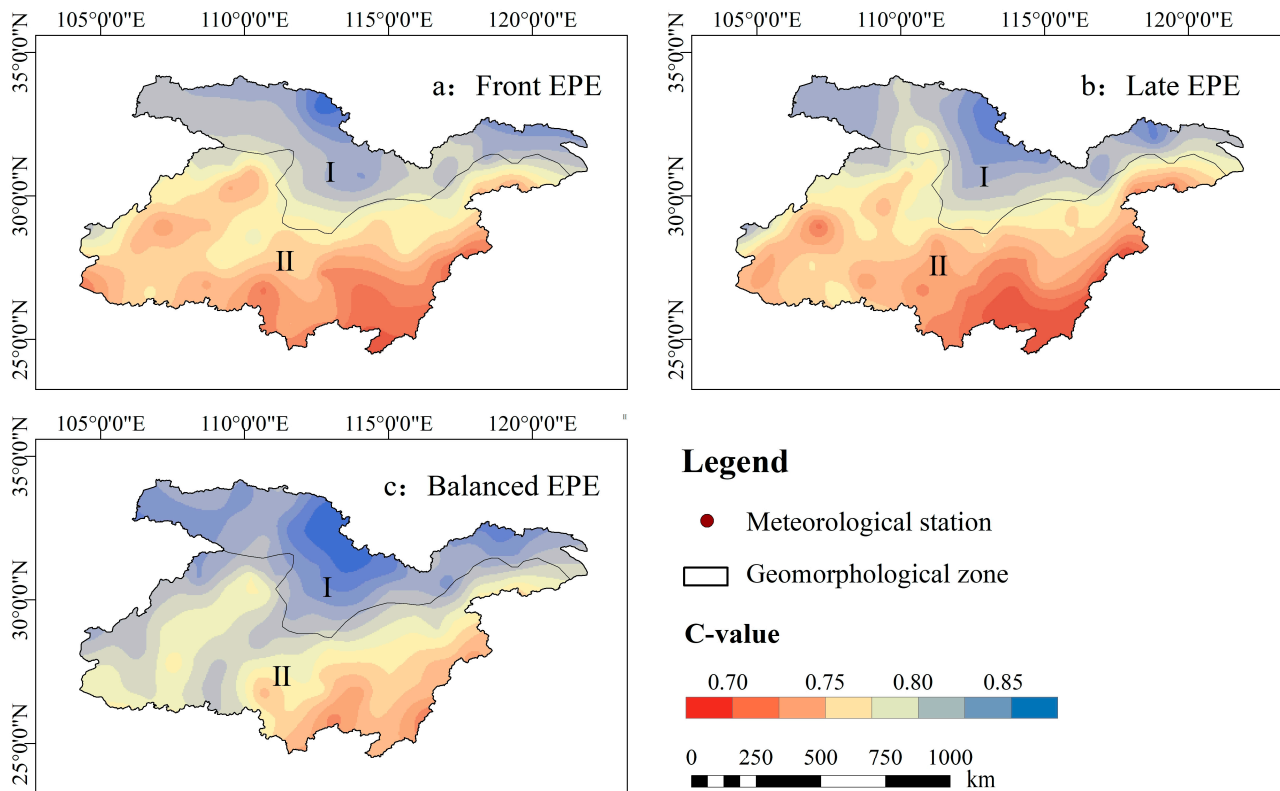 105°0'0"E 110°0'0"E 115°0'0"E 120°0'0"E
35°0'0"N
30°0'0"N
25°0'0"N
a： Front EPE
I
II
105°0'0"E 110°0'0"E 115°0'0"E 120°0'0"E
35°0'0"N
30°0'0"N
25°0'0"N
b： Late EPE
I
II
105°0'0"E 110°0'0"E 115°0'0"E 120°0'0"E
35°0'0"N
30°0'0"N
25°0'0"N
c： Balanced EPE
I
II
Legend
Meteorological station
Geomorphological zone
C-value
0.70 0.75 0.80 0.85
0 250 500 750 1000
km